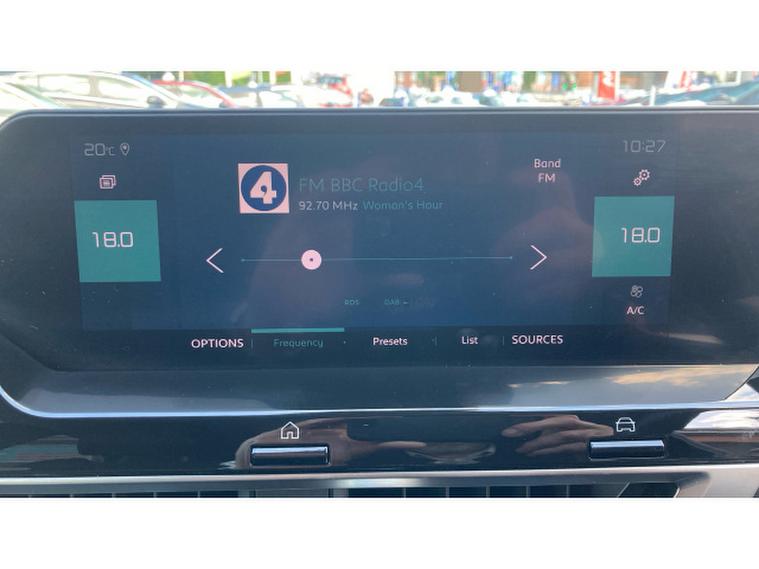 20°C 10:27
4 FM BBC Radio4 Band
92.70 MHz Woman's Hour FM
18.0 18.0
RDS DAB
A/C
OPTIONS Frequency Presets List SOURCES